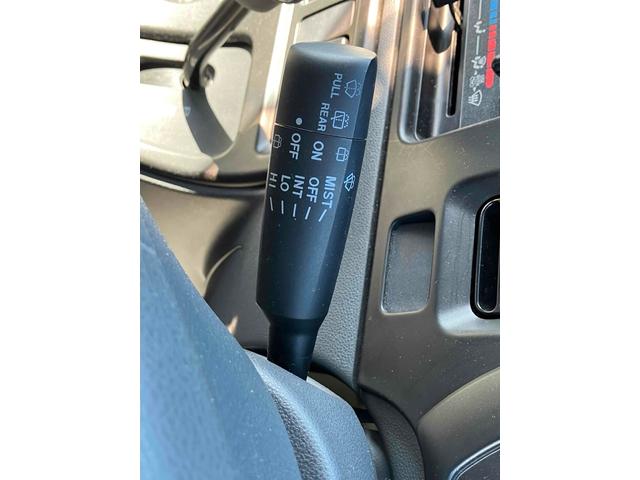 PULL
REAR
ON
OFF
MIST
OFF
INT
LO
HI